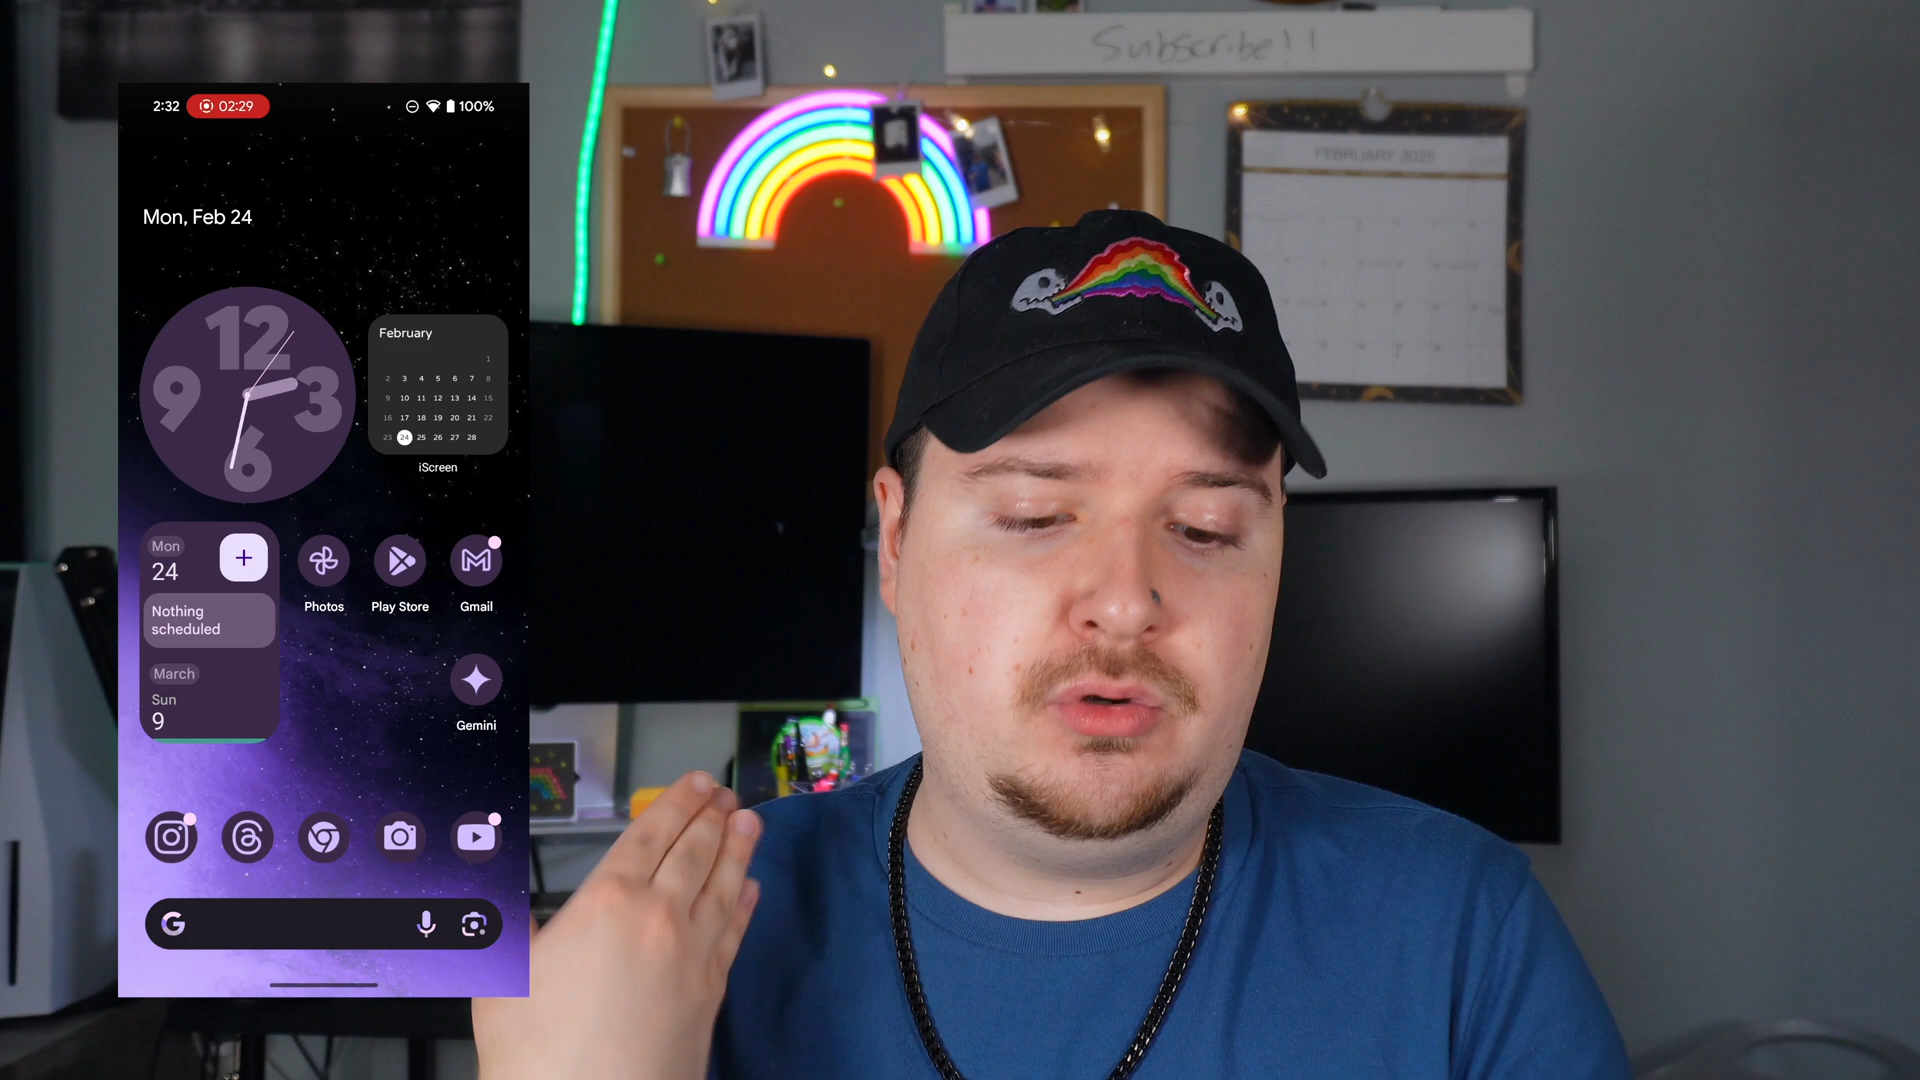 Subscribe!!
FEBRUARY 2025
2:32 02:29 100%
Mon, Feb 24
12
9 3
6
February
1
2 3 4 5 6 7 8
9 10 11 12 13 14 15
16 17 18 19 20 21 22
23 24 25 26 27 28
iScreen
Mon
24 +
Nothing
scheduled
March
Sun
9
Photos Play Store Gmail
Gemini
G